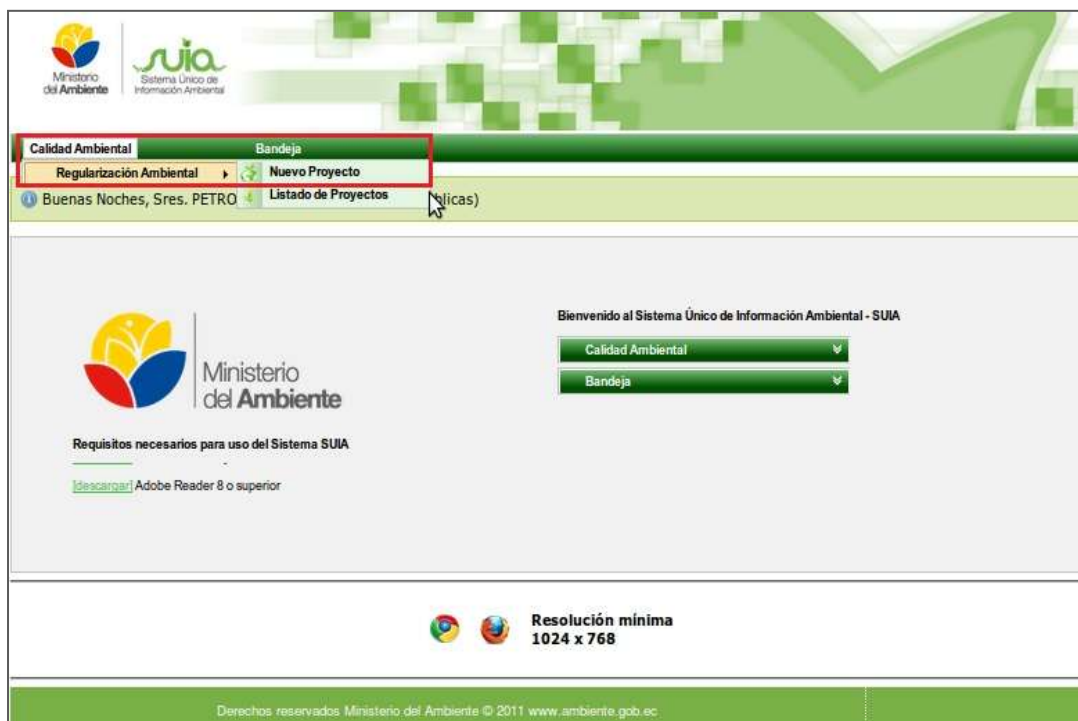 Ministerio
del Ambiente
suia
Sistema Único de
Información Ambiental
Calidad Ambiental Bandeja
Regularización Ambiental Nuevo Proyecto
Listado de Proyectos
Buenas Noches, Sres. PETRO blicas)
Bienvenido al Sistema Único de Información Ambiental - SUIA
Calidad Ambiental
Bandeja
Ministerio
del Ambiente
Requisitos necesarios para uso del Sistema SUIA
[descargar] Adobe Reader 8 o superior
Resolución mínima
1024 x 768
Derechos reservados Ministerio del Ambiente © 2011 www.ambiente.gob.ec